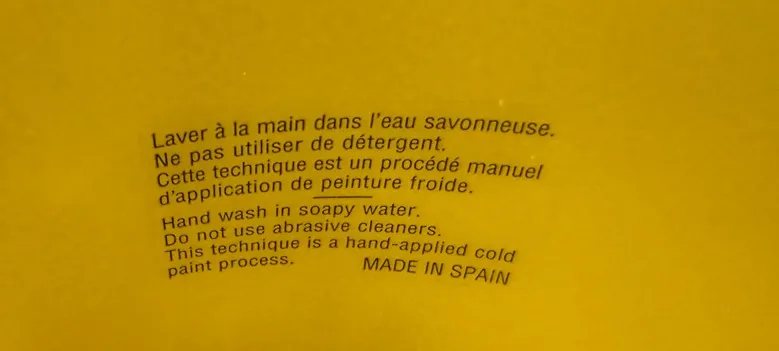 Laver à la main dans l'eau savonneuse.
Ne pas utiliser de détergent.
Cette technique est un procédé manuel
d'application de peinture froide.
Hand wash in soapy water.
Do not use abrasive cleaners.
This technique is a hand-applied cold
paint process. MADE IN SPAIN